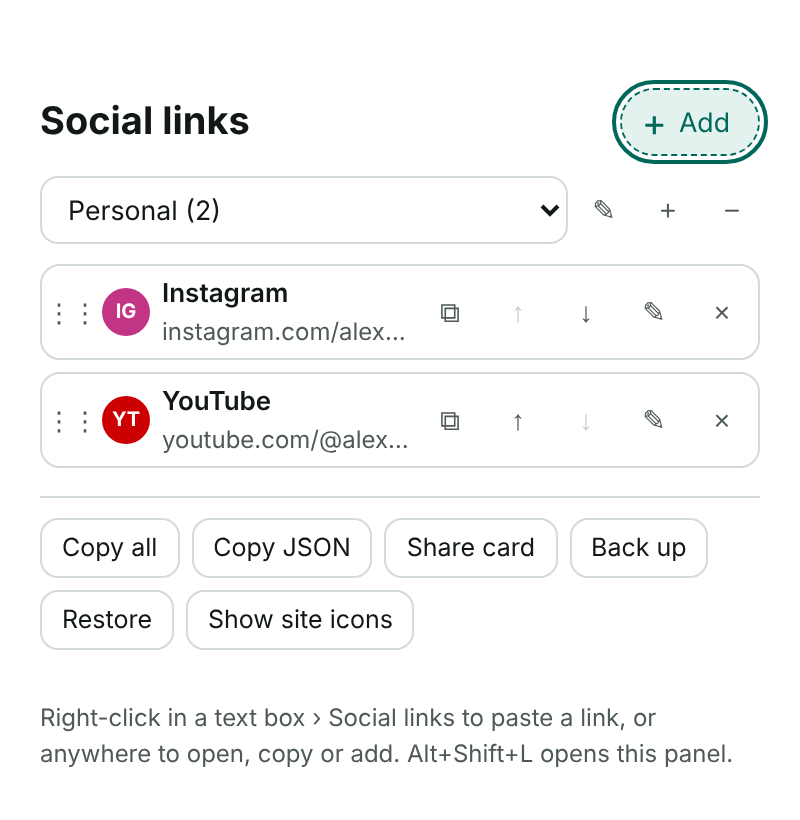 Social links
+ Add
Personal (2)
✎ + −
IG Instagram
instagram.com/alex...
⧉ ↑ ↓ ✎ ×
YT YouTube
youtube.com/@alex...
⧉ ↑ ↓ ✎ ×
Copy all Copy JSON Share card Back up
Restore Show site icons
Right-click in a text box › Social links to paste a link, or
anywhere to open, copy or add. Alt+Shift+L opens this panel.